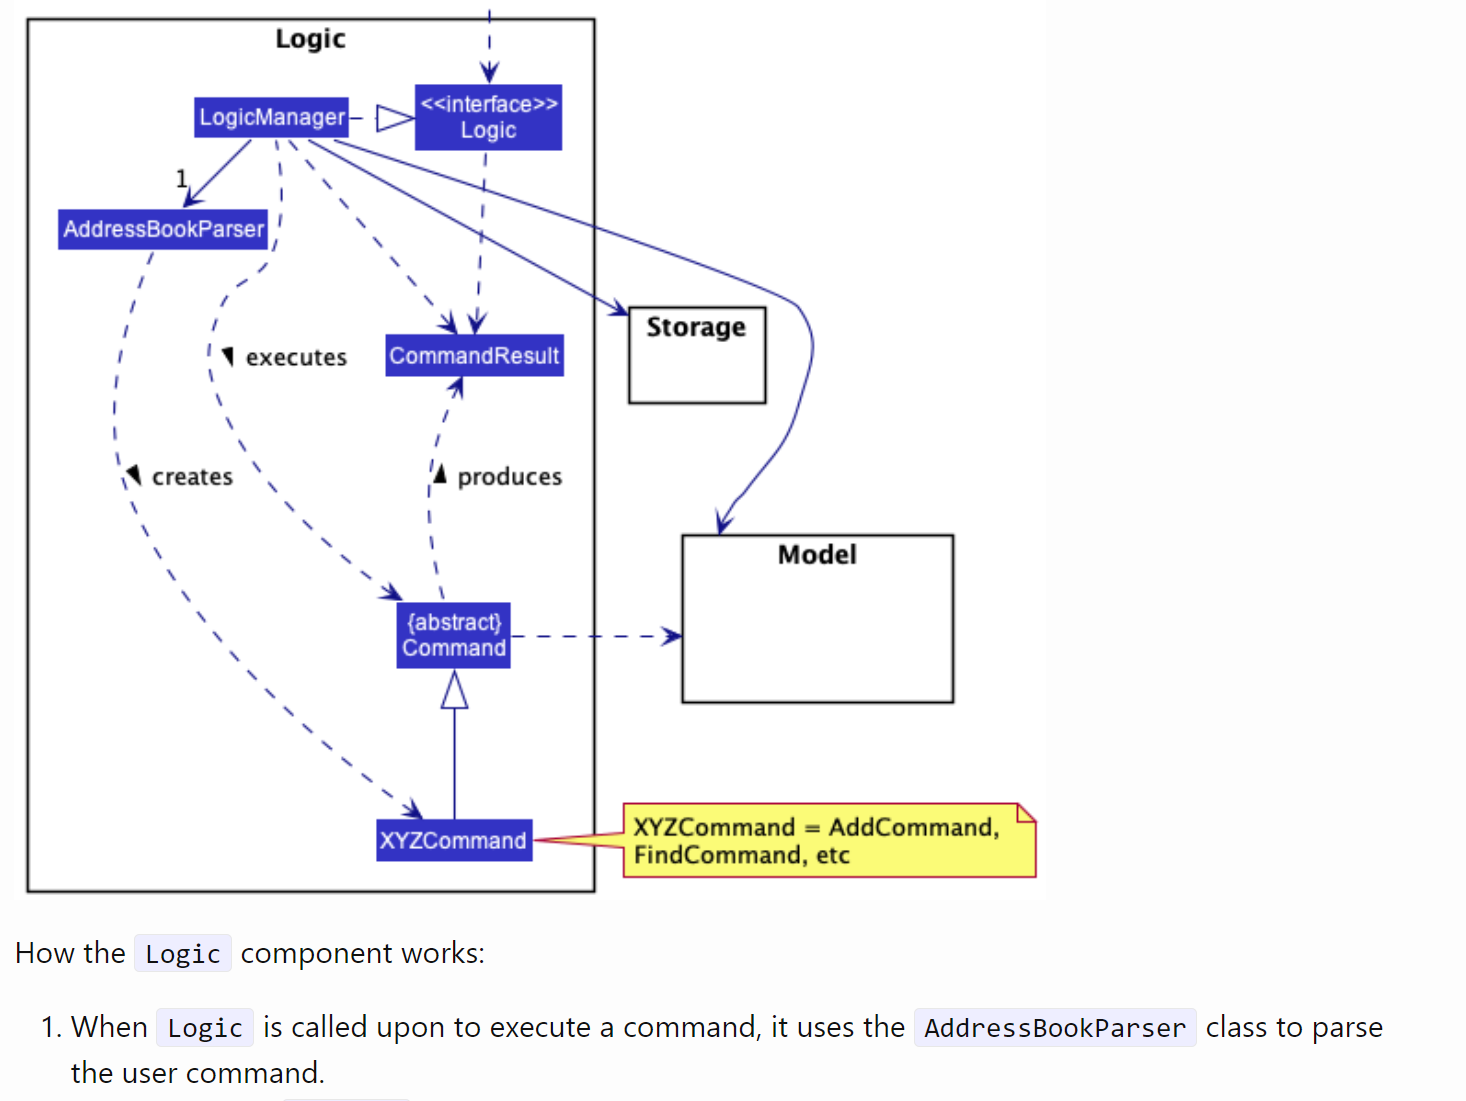 Logic
LogicManager
<<interface>>
Logic
1
AddressBookParser
Storage
executes
CommandResult
creates
produces
Model
{abstract}
Command
XYZCommand
XYZCommand = AddCommand,
FindCommand, etc
How the Logic component works:
1. When Logic is called upon to execute a command, it uses the AddressBookParser class to parse
the user command.